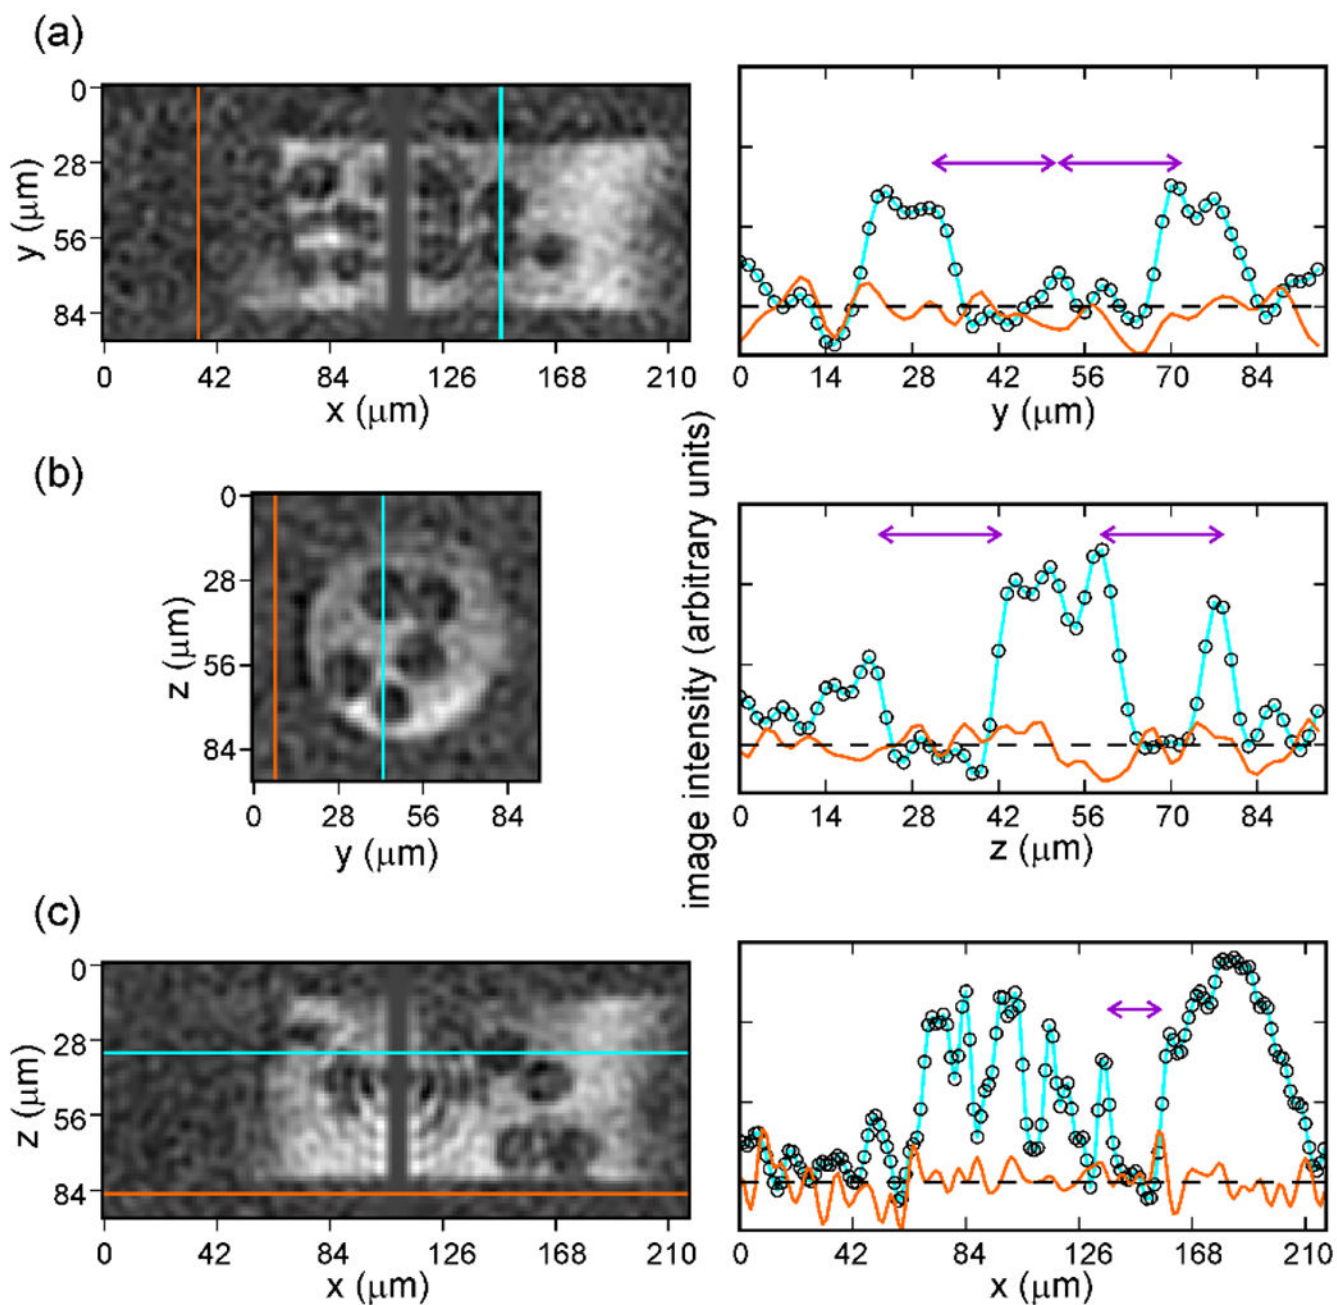 (a)
0
28
56
84
y (μm)
0 42 84 126 168 210
x (μm)
0 14 28 42 56 70 84
y (μm)
(b)
0
28
56
84
z (μm)
0 28 56 84
y (μm)
image intensity (arbitrary units)
0 14 28 42 56 70 84
z (μm)
(c)
0
28
56
84
z (μm)
0 42 84 126 168 210
x (μm)
0 42 84 126 168 210
x (μm)